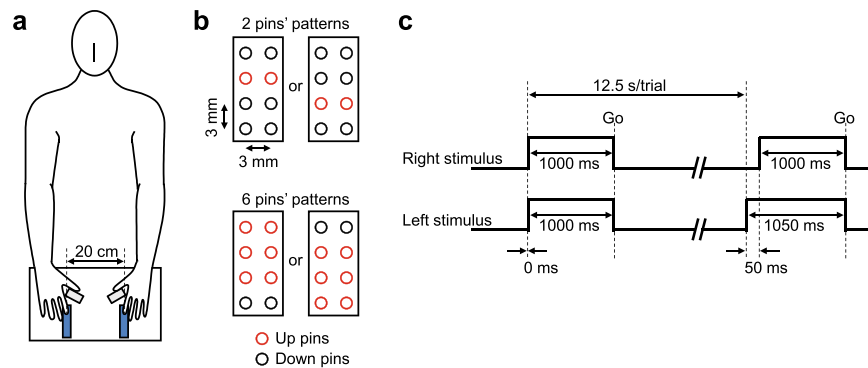 a
20 cm
b
2 pins' patterns
or
3 mm
3 mm
6 pins' patterns
or
Up pins
Down pins
c
12.5 s/trial
Go
Go
Right stimulus
1000 ms
1000 ms
Left stimulus
1000 ms
1050 ms
0 ms
50 ms